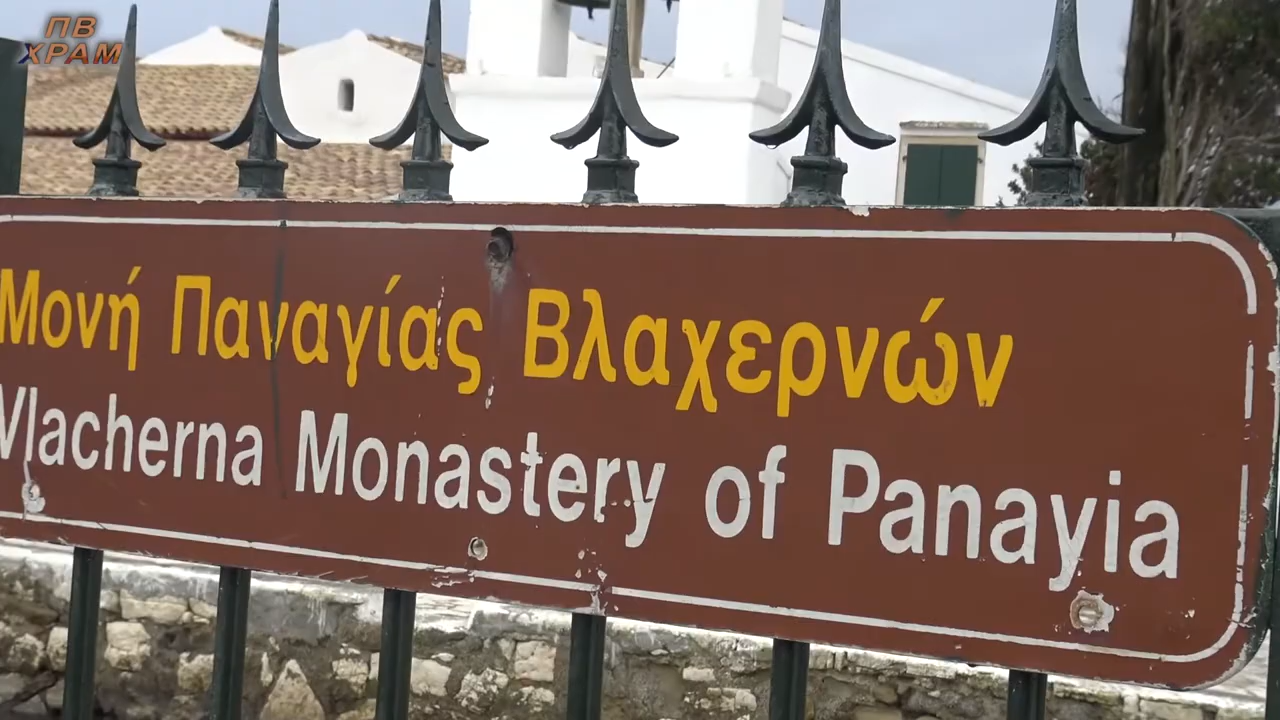 ПВ
ХРАМ
Μονή Παναγίας Βλαχερνών
Vlacherna Monastery of Panayia